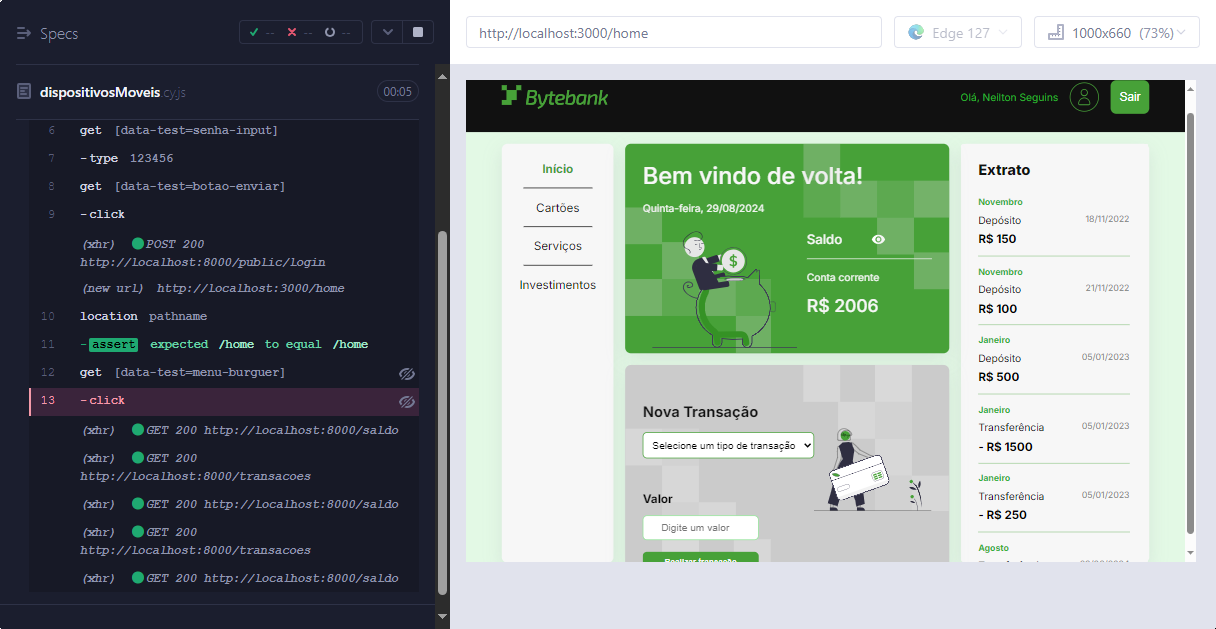 Specs
✓ -- ✗ -- --
dispositivosMoveis.cy.js 00:05
6 get [data-test=senha-input]
7 -type 123456
8 get [data-test=botao-enviar]
9 -click
(xhr) POST 200
http://localhost:8000/public/login
(new url) http://localhost:3000/home
10 location pathname
11 -assert expected /home to equal /home
12 get [data-test=menu-burguer]
13 -click
(xhr) GET 200 http://localhost:8000/saldo
(xhr) GET 200
http://localhost:8000/transacoes
(xhr) GET 200 http://localhost:8000/saldo
(xhr) GET 200
http://localhost:8000/transacoes
(xhr) GET 200 http://localhost:8000/saldo
http://localhost:3000/home
Edge 127
1000x660 (73%)
Bytebank
Olá, Neilton Seguins
Sair
Início
Cartões
Serviços
Investimentos
Bem vindo de volta!
Quinta-feira, 29/08/2024
Saldo
Conta corrente
R$ 2006
$
Nova Transação
Selecione um tipo de transação
Valor
Digite um valor
Realizar transação
Extrato
Novembro
Depósito 18/11/2022
R$ 150
Novembro
Depósito 21/11/2022
R$ 100
Janeiro
Depósito 05/01/2023
R$ 500
Janeiro
Transferência 05/01/2023
- R$ 1500
Janeiro
Transferência 05/01/2023
- R$ 250
Agosto